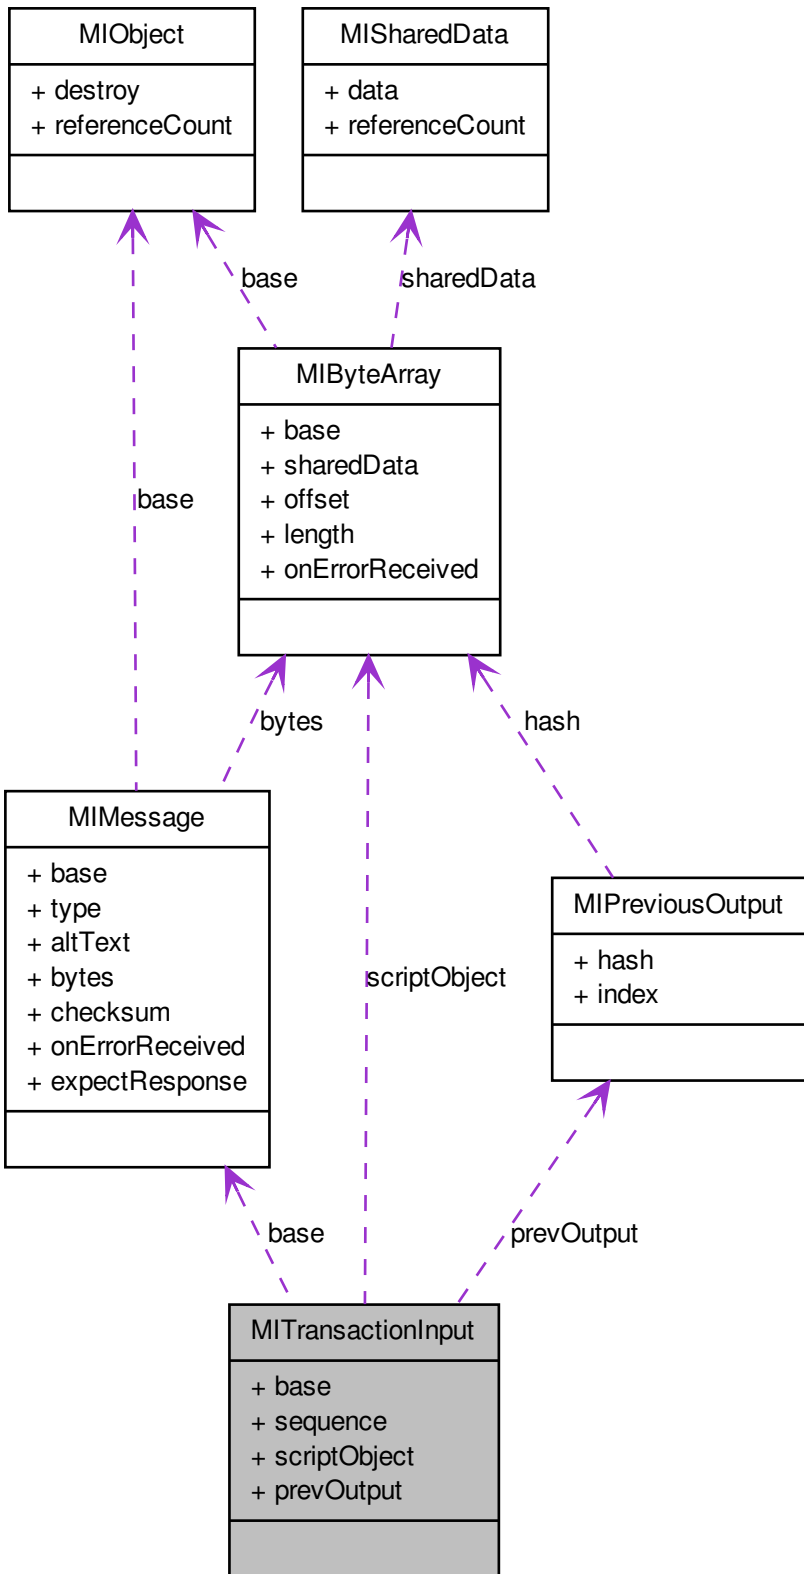 MIObject
+ destroy
+ referenceCount
MISharedData
+ data
+ referenceCount
base
sharedData
MIByteArray
+ base
+ sharedData
+ offset
+ length
+ onErrorReceived
base
bytes
hash
MIMessage
+ base
+ type
+ altText
+ bytes
+ checksum
+ onErrorReceived
+ expectResponse
scriptObject
MIPreviousOutput
+ hash
+ index
base
prevOutput
MITransactionInput
+ base
+ sequence
+ scriptObject
+ prevOutput